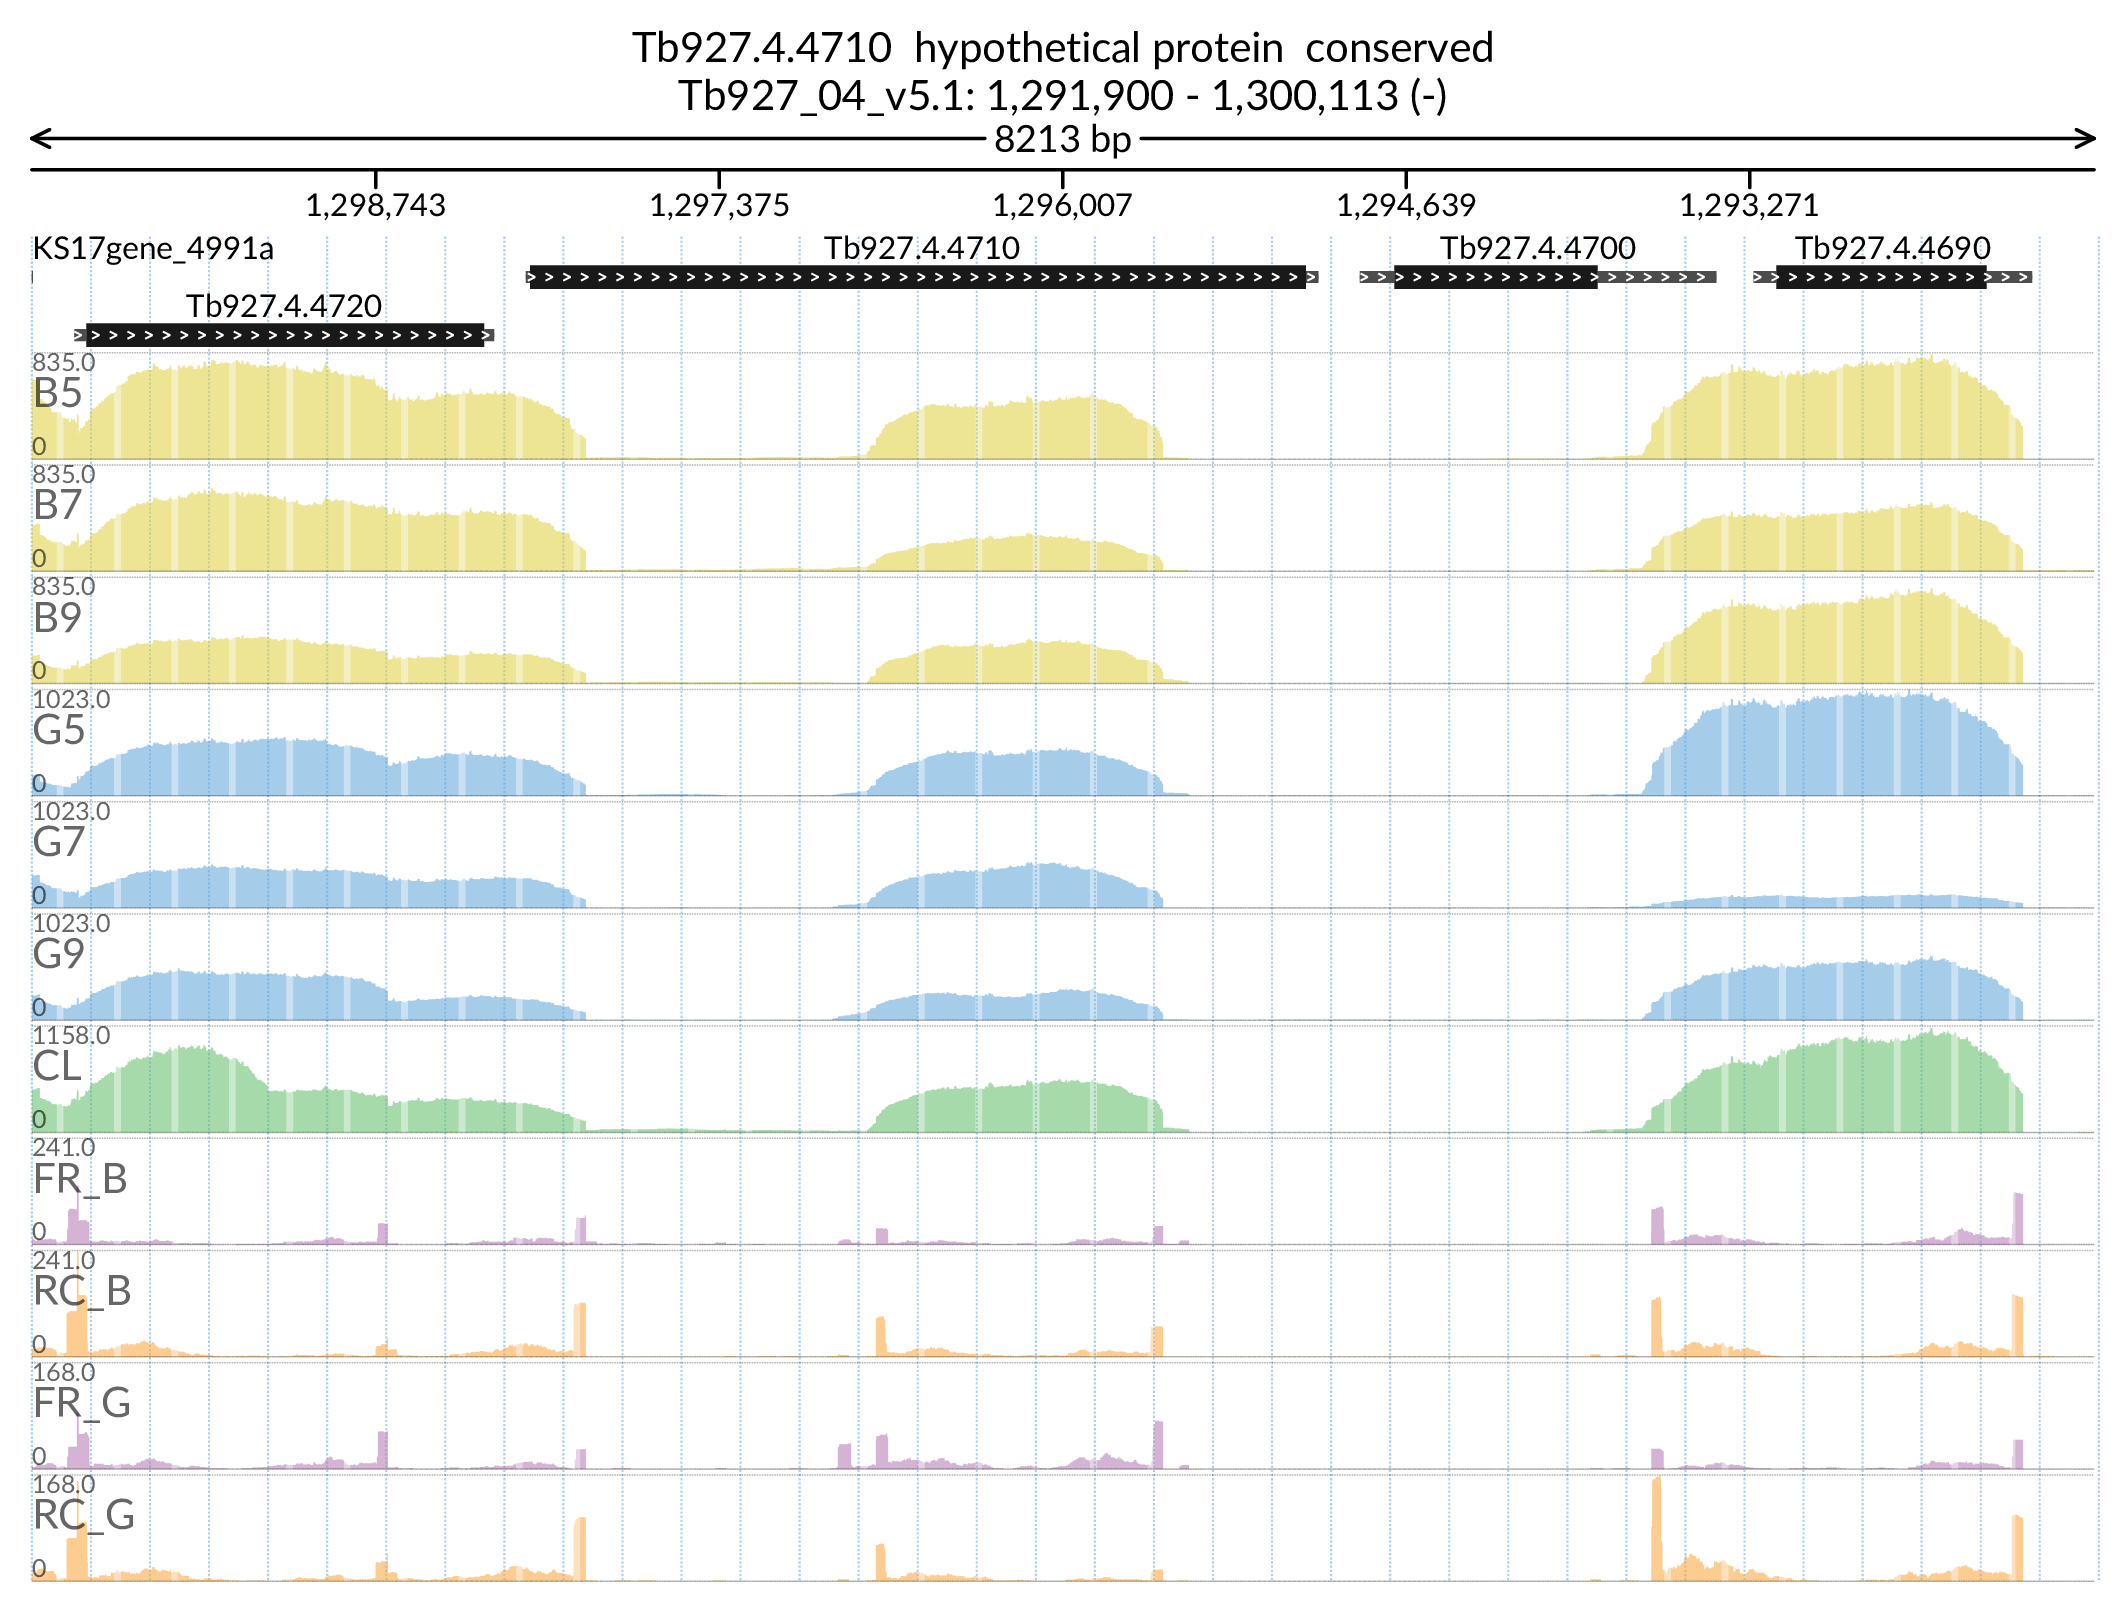 Tb927.4.4710 hypothetical protein conserved
Tb927_04_v5.1: 1,291,900 - 1,300,113 (-)
8213 bp
1,298,743 1,297,375 1,296,007 1,294,639 1,293,271
KS17gene_4991a Tb927.4.4710 Tb927.4.4700 Tb927.4.4690
Tb927.4.4720
835.0
B5
0
835.0
B7
0
835.0
B9
0
1023.0
G5
0
1023.0
G7
0
1023.0
G9
0
1158.0
CL
0
241.0
FR_B
0
241.0
RC_B
0
168.0
FR_G
0
168.0
RC_G
0